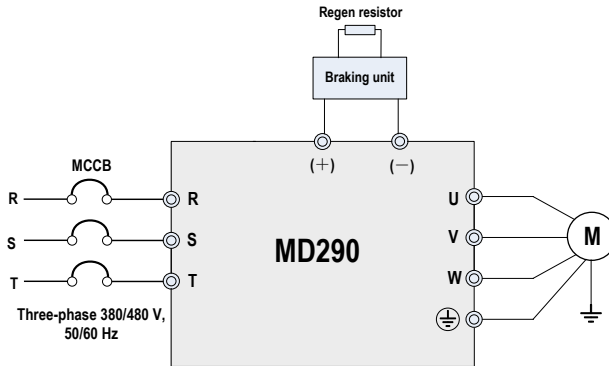 Regen resistor
Braking unit
(+) (-)
MCCB
R R U
S S V
MD290 M
T T W
Three-phase 380/480 V,
50/60 Hz